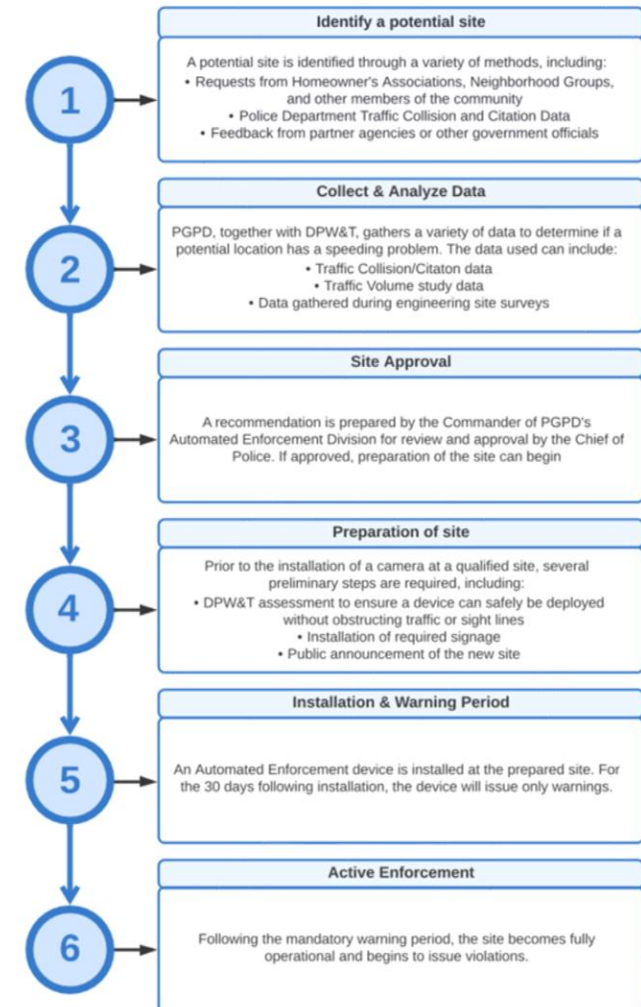 Identify a potential site
1
A potential site is identified through a variety of methods, including:
• Requests from Homeowner's Associations, Neighborhood Groups,
and other members of the community
• Police Department Traffic Collision and Citation Data
• Feedback from partner agencies or other government officials
Collect & Analyze Data
2
PGPD, together with DPW&T, gathers a variety of data to determine if a
potential location has a speeding problem. The data used can include:
• Traffic Collision/Citaton data
• Traffic Volume study data
• Data gathered during engineering site surveys
Site Approval
3
A recommendation is prepared by the Commander of PGPD's
Automated Enforcement Division for review and approval by the Chief of
Police. If approved, preparation of the site can begin
Preparation of site
4
Prior to the installation of a camera at a qualified site, several
preliminary steps are required, including:
• DPW&T assessment to ensure a device can safely be deployed
without obstructing traffic or sight lines
• Installation of required signage
• Public announcement of the new site
Installation & Warning Period
5
An Automated Enforcement device is installed at the prepared site. For
the 30 days following installation, the device will issue only warnings.
Active Enforcement
6
Following the mandatory warning period, the site becomes fully
operational and begins to issue violations.